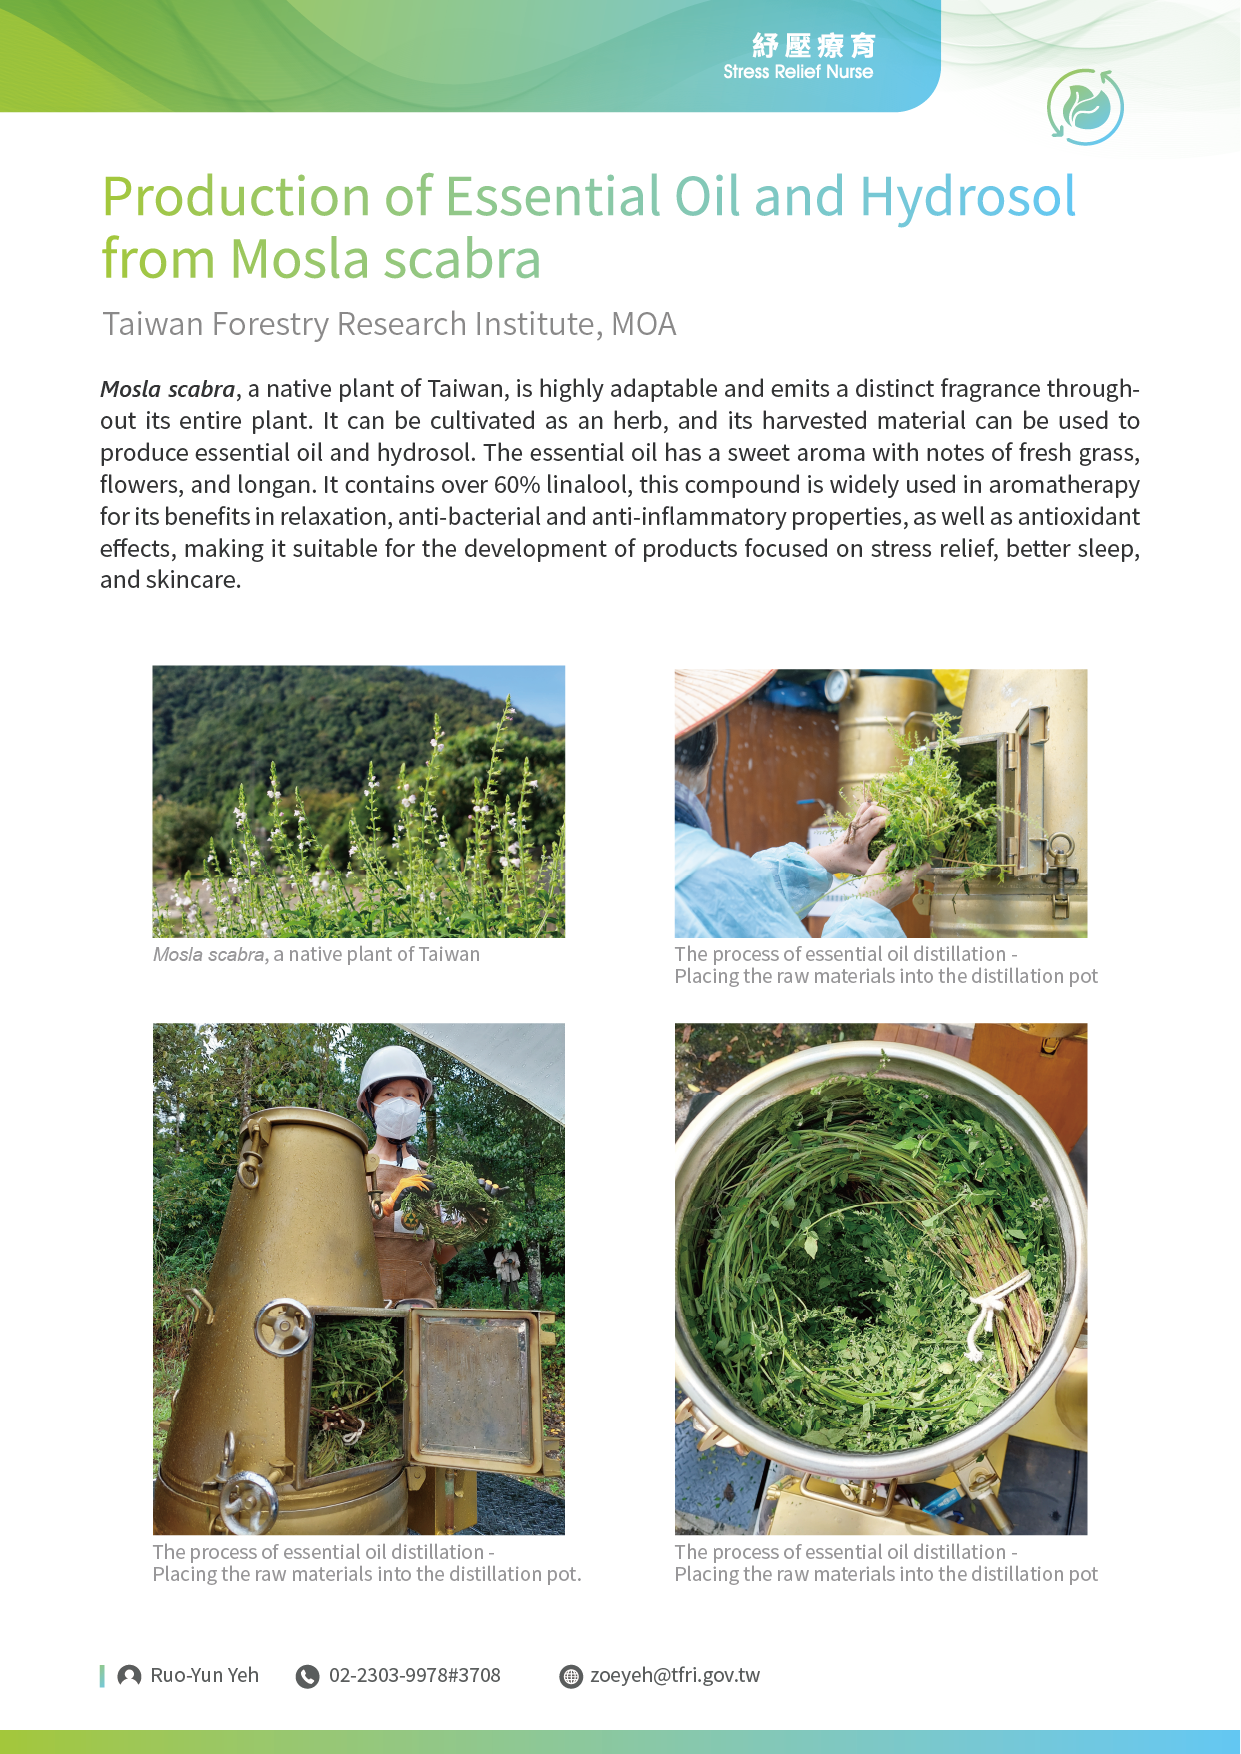 紓壓療育
Stress Relief Nurse
Production of Essential Oil and Hydrosol
from Mosla scabra
Taiwan Forestry Research Institute, MOA
Mosla scabra, a native plant of Taiwan, is highly adaptable and emits a distinct fragrance through-
out its entire plant. It can be cultivated as an herb, and its harvested material can be used to
produce essential oil and hydrosol. The essential oil has a sweet aroma with notes of fresh grass,
flowers, and longan. It contains over 60% linalool, this compound is widely used in aromatherapy
for its benefits in relaxation, anti-bacterial and anti-inflammatory properties, as well as antioxidant
effects, making it suitable for the development of products focused on stress relief, better sleep,
and skincare.
Mosla scabra, a native plant of Taiwan
The process of essential oil distillation -
Placing the raw materials into the distillation pot
The process of essential oil distillation -
Placing the raw materials into the distillation pot.
The process of essential oil distillation -
Placing the raw materials into the distillation pot
Ruo-Yun Yeh 02-2303-9978#3708 zoeyeh@tfri.gov.tw